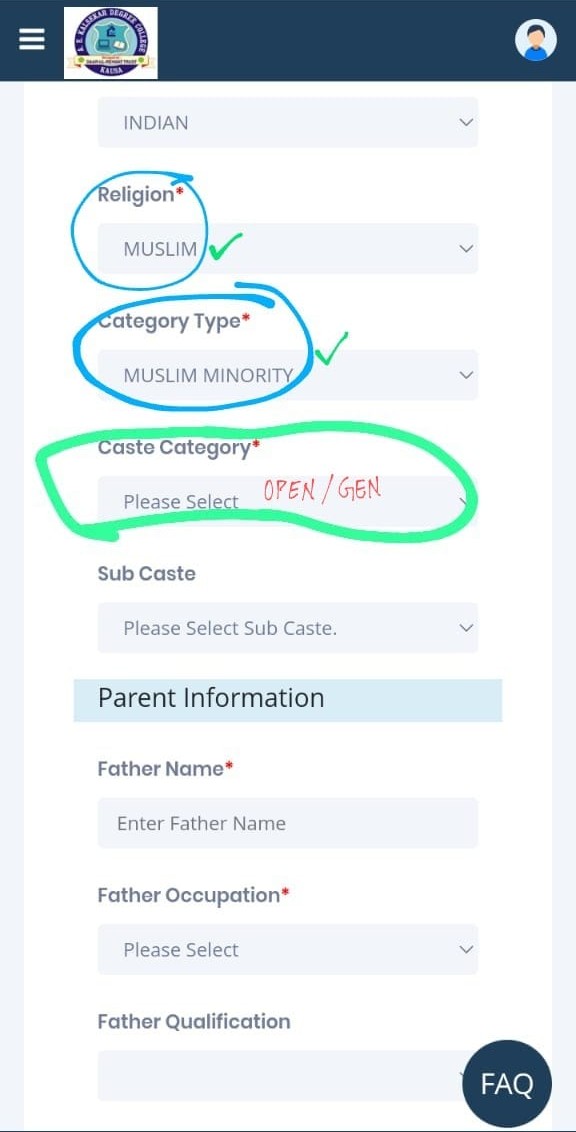 A. E. KALSEKAR DEGREE COLLEGE
KAUSA
INDIAN
Religion*
MUSLIM
Category Type*
MUSLIM MINORITY
Caste Category*
Please Select OPEN / GEN
Sub Caste
Please Select Sub Caste.
Parent Information
Father Name*
Enter Father Name
Father Occupation*
Please Select
Father Qualification
FAQ